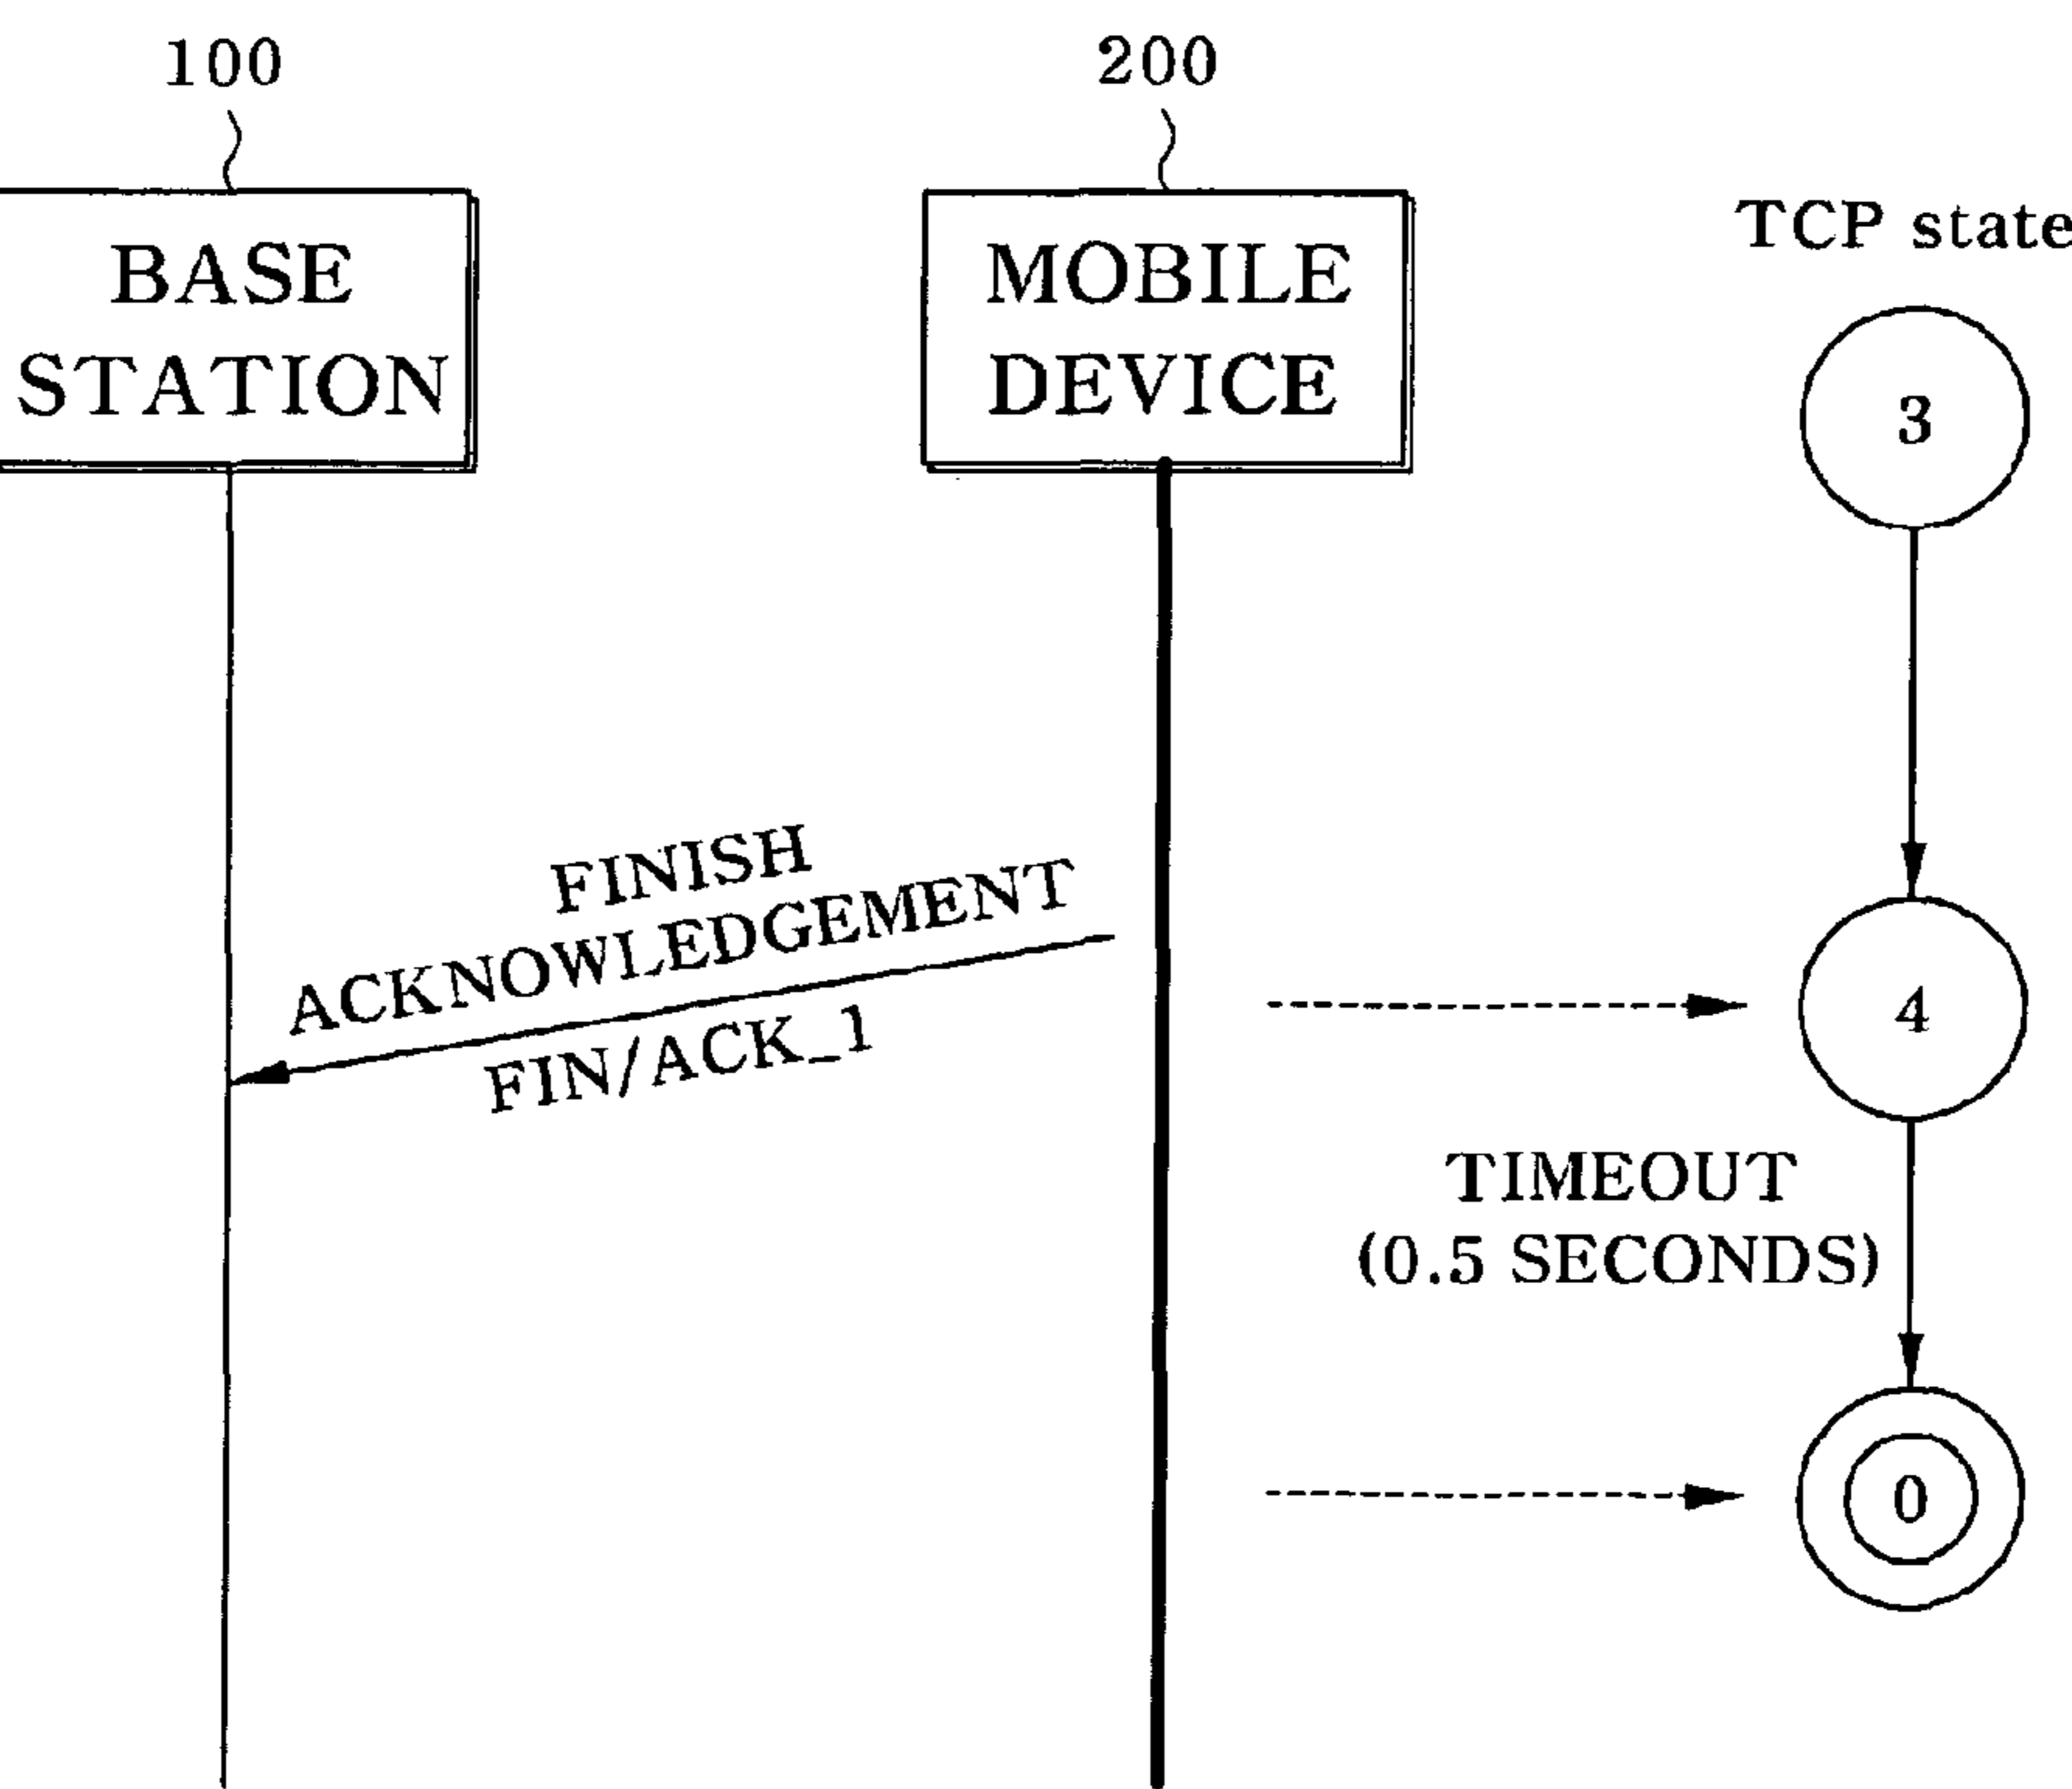 100
200
BASE
STATION
MOBILE
DEVICE
TCP state
3
FINISH
ACKNOWLEDGEMENT
FIN/ACK_1
4
TIMEOUT
(0.5 SECONDS)
0